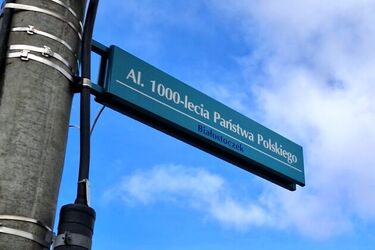 Al. 1000-lecia Państwa Polskiego
Białostoczek